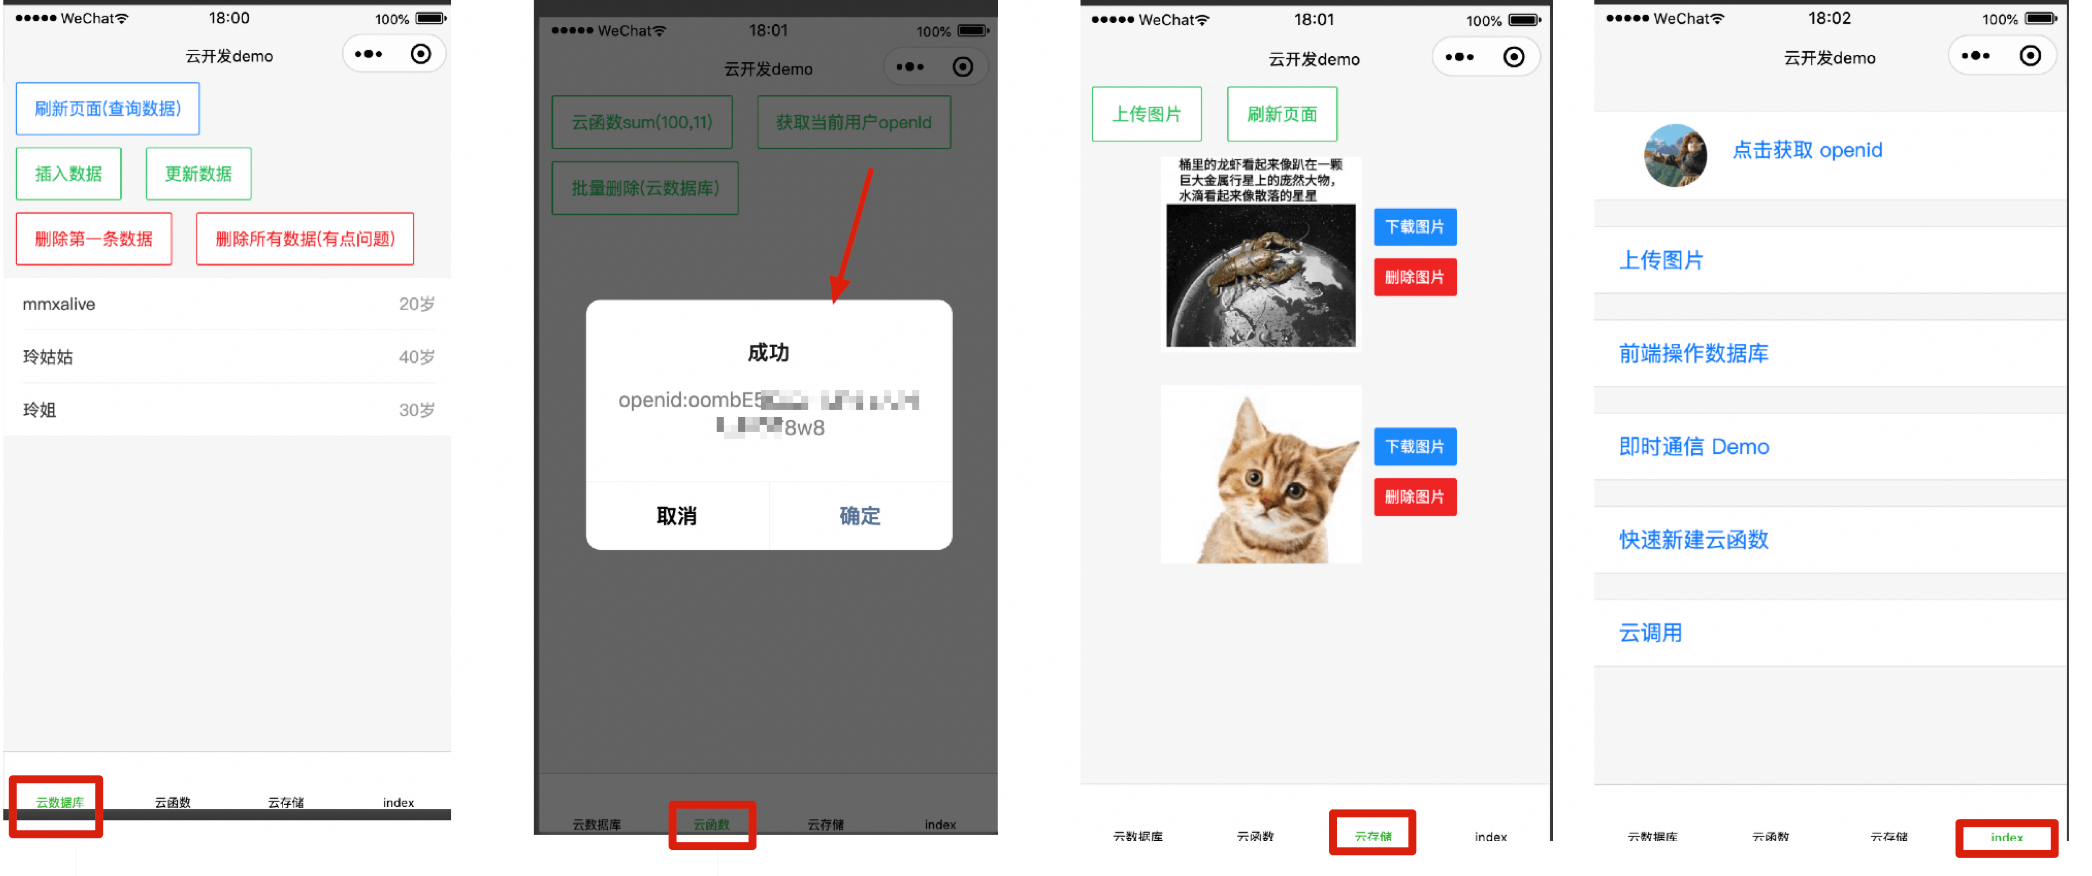 WeChat 18:00 100%
云开发demo
刷新页面(查询数据)
插入数据 更新数据
删除第一条数据 删除所有数据(有点问题)
mmxalive 20岁
玲姑姑 40岁
玲姐 30岁
云数据库 云函数 云存储 index
WeChat 18:01 100%
云开发demo
云函数sum(100,11) 获取当前用户openId
批量删除(云数据库)
成功
openid:oombE5
8w8
取消 确定
云数据库 云函数 云存储 index
WeChat 18:01 100%
云开发demo
上传图片 刷新页面
桶里的龙虾看起来像趴在一颗
巨大金属行星上的庞然大物,
水滴看起来像散落的星星
下载图片
删除图片
下载图片
删除图片
云数据库 云函数 云存储 index
WeChat 18:02 100%
云开发demo
点击获取 openid
上传图片
前端操作数据库
即时通信 Demo
快速新建云函数
云调用
云数据库 云函数 云存储 index